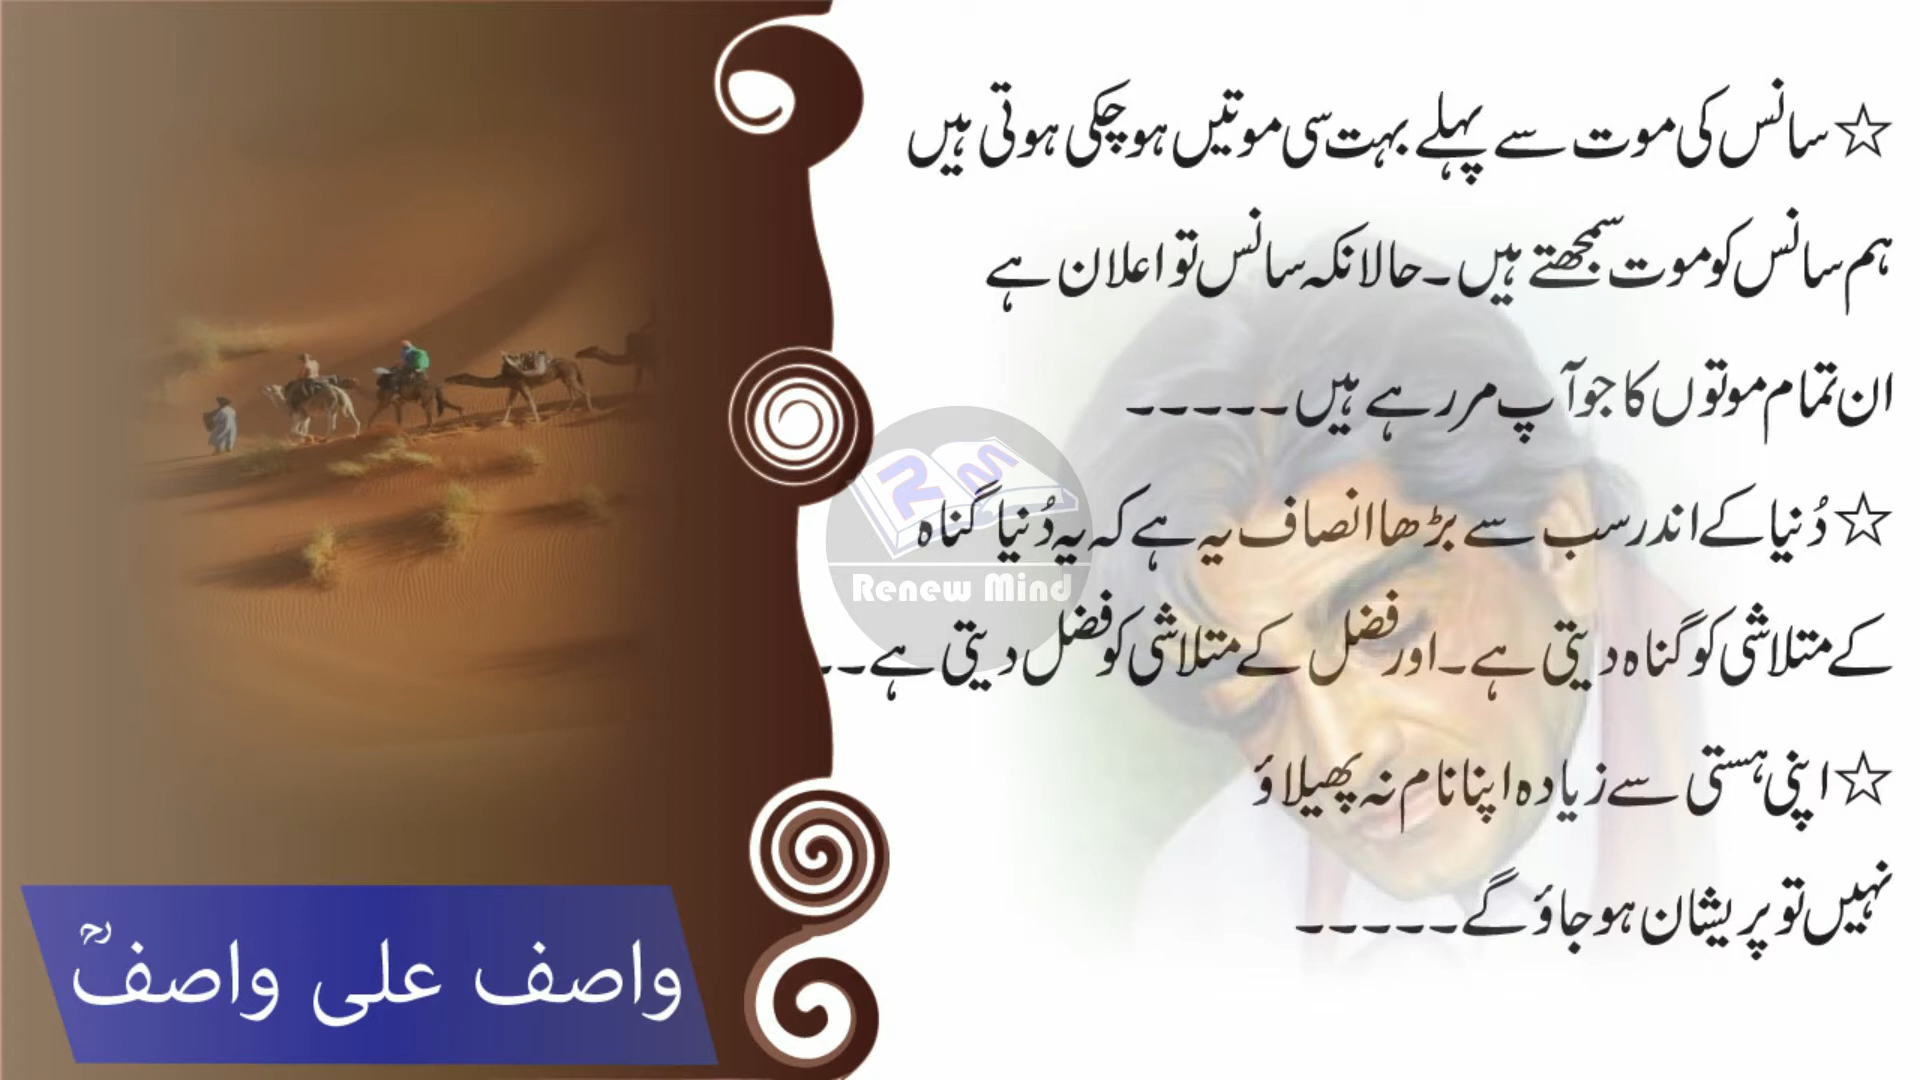 ☆ سانس کی موت سے پہلے بہت سی موتیں ہو چکی ہوتی ہیں
ہم سانس کو موت سمجھتے ہیں۔ حالانکہ سانس تو اعلان ہے
ان تمام موتوں کا جو آپ مر رہے ہیں۔۔۔۔۔
☆ دُنیا کے اندر سب سے بڑھا انصاف یہ ہے کہ یہ دُنیا گناہ
کے متلاشی کو گناہ دیتی ہے۔ اور فضل کے متلاشی کو فضل دیتی ہے۔۔
☆ اپنی ہستی سے زیادہ اپنا نام نہ پھیلاؤ
نہیں تو پریشان ہو جاؤ گے۔۔۔۔۔
RM
Renew Mind
واصف علی واصفؒ